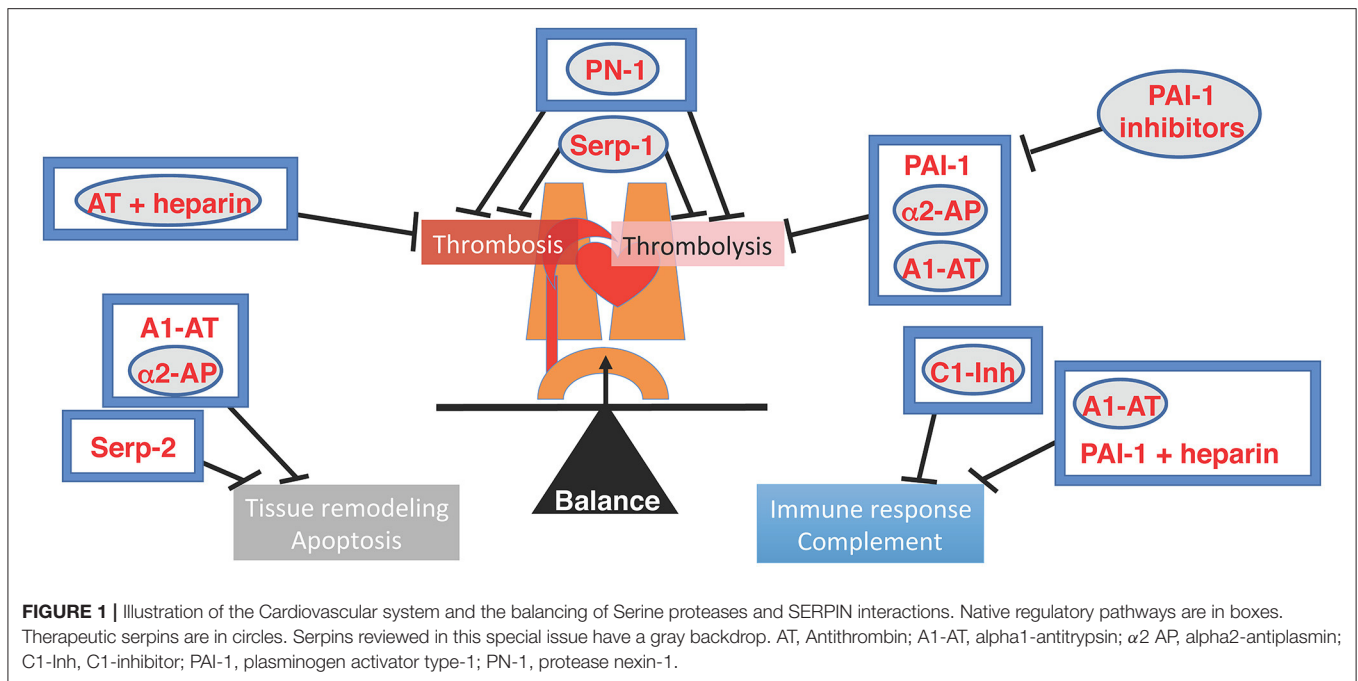 PN-1
Serp-1
PAI-1
inhibitors
AT + heparin
PAI-1
α2-AP
A1-AT
Thrombosis
Thrombolysis
A1-AT
α2-AP
Serp-2
C1-Inh
A1-AT
PAI-1 + heparin
Balance
Tissue remodeling
Apoptosis
Immune response
Complement
FIGURE 1 | Illustration of the Cardiovascular system and the balancing of Serine proteases and SERPIN interactions. Native regulatory pathways are in boxes.
Therapeutic serpins are in circles. Serpins reviewed in this special issue have a gray backdrop. AT, Antithrombin; A1-AT, alpha1-antitrypsin; α2 AP, alpha2-antiplasmin;
C1-Inh, C1-inhibitor; PAI-1, plasminogen activator type-1; PN-1, protease nexin-1.